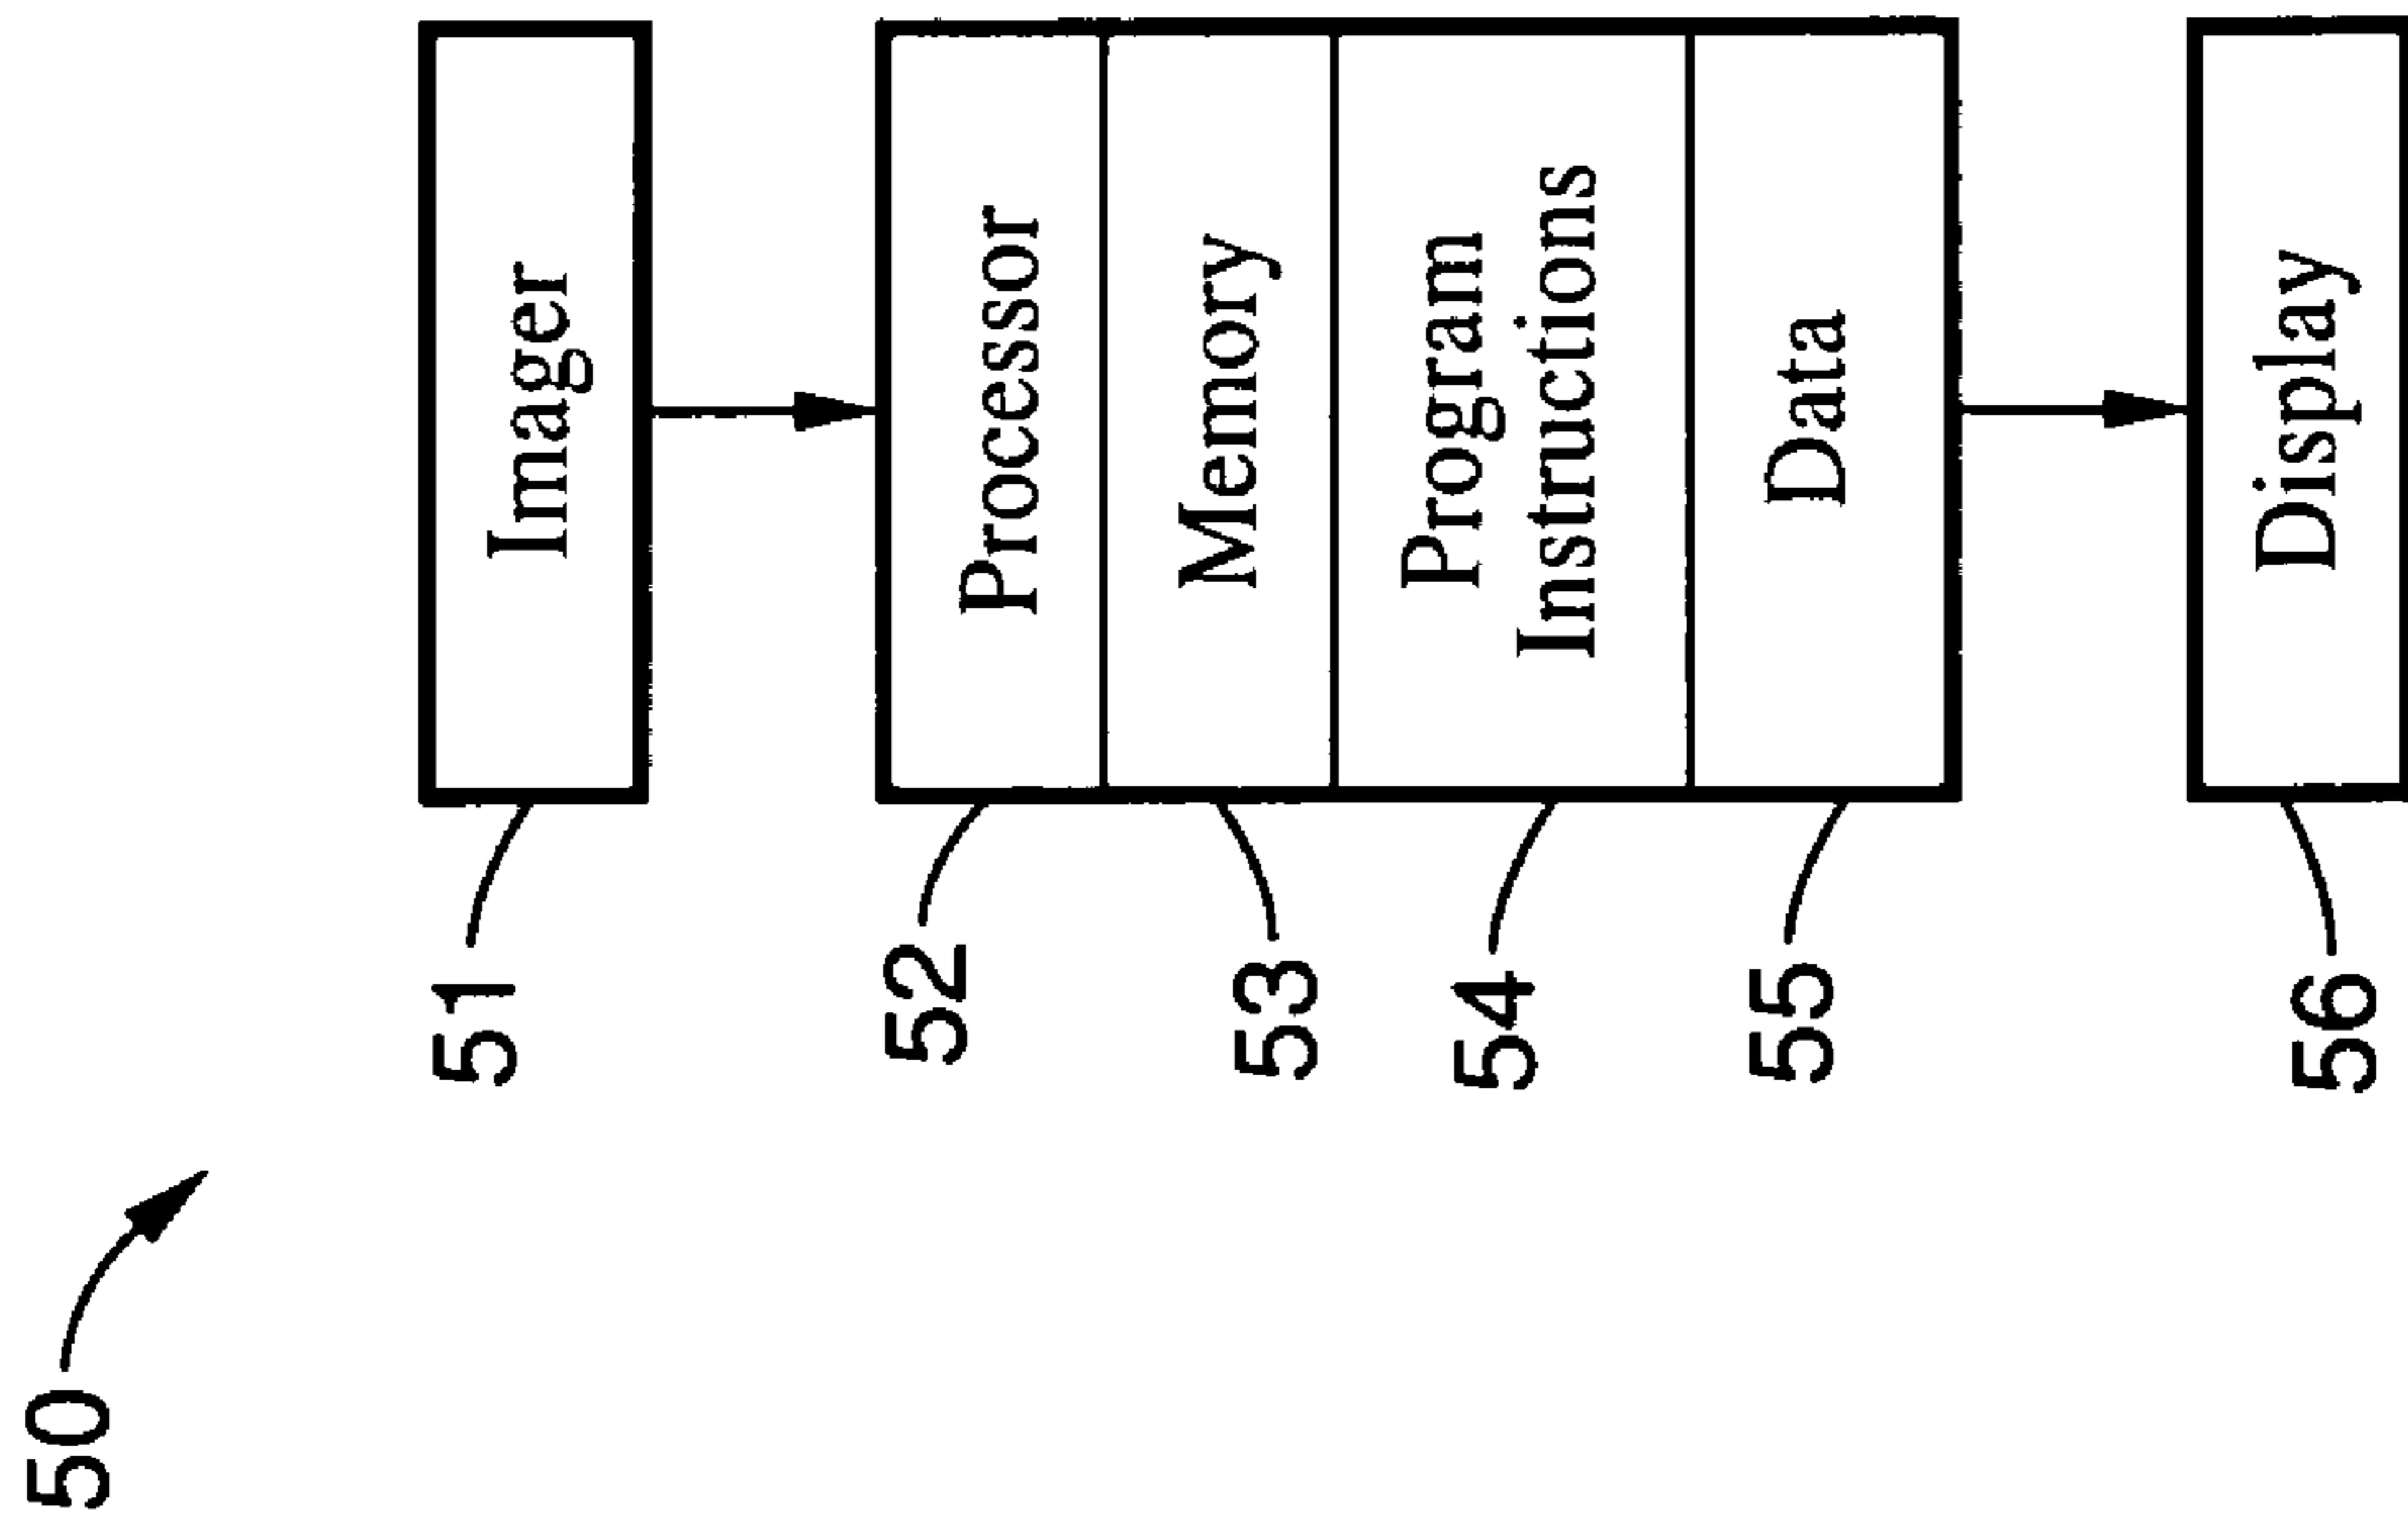 50
51
Imager
52
Processor
53
Memory
54
Program
Instructions
55
Data
56
Display